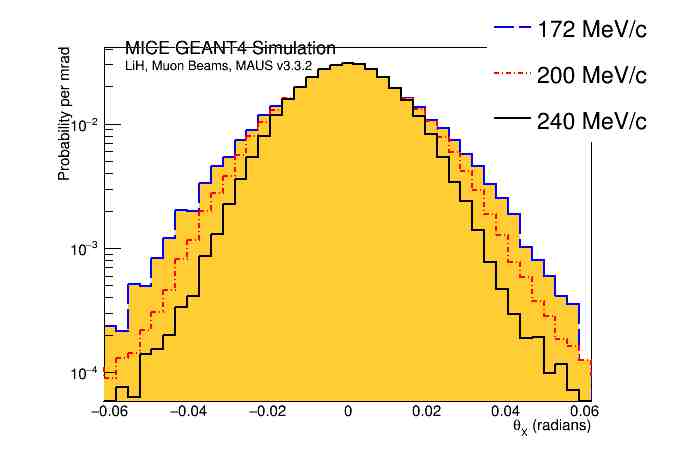 172 MeV/c
MICE GEANT4 Simulation
LiH, Muon Beams, MAUS v3.3.2
200 MeV/c
240 MeV/c
Probability per mrad
10⁻²
10⁻³
10⁻⁴
−0.06 −0.04 −0.02 0 0.02 0.04 0.06
θX (radians)